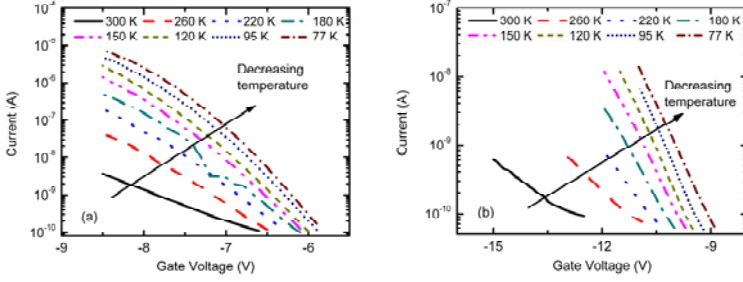 300 K 260 K 220 K 180 K
150 K 120 K 95 K 77 K
10-4
10-5
10-6
10-7
10-8
10-9
10-10
Current (A)
Decreasing
temperature
(a)
-9 -8 -7 -6
Gate Voltage (V)
300 K 260 K 220 K 180 K
150 K 120 K 95 K 77 K
10-7
10-8
10-9
10-10
Current (A)
Decreasing
temperature
(b)
-15 -12 -9
Gate Voltage (V)